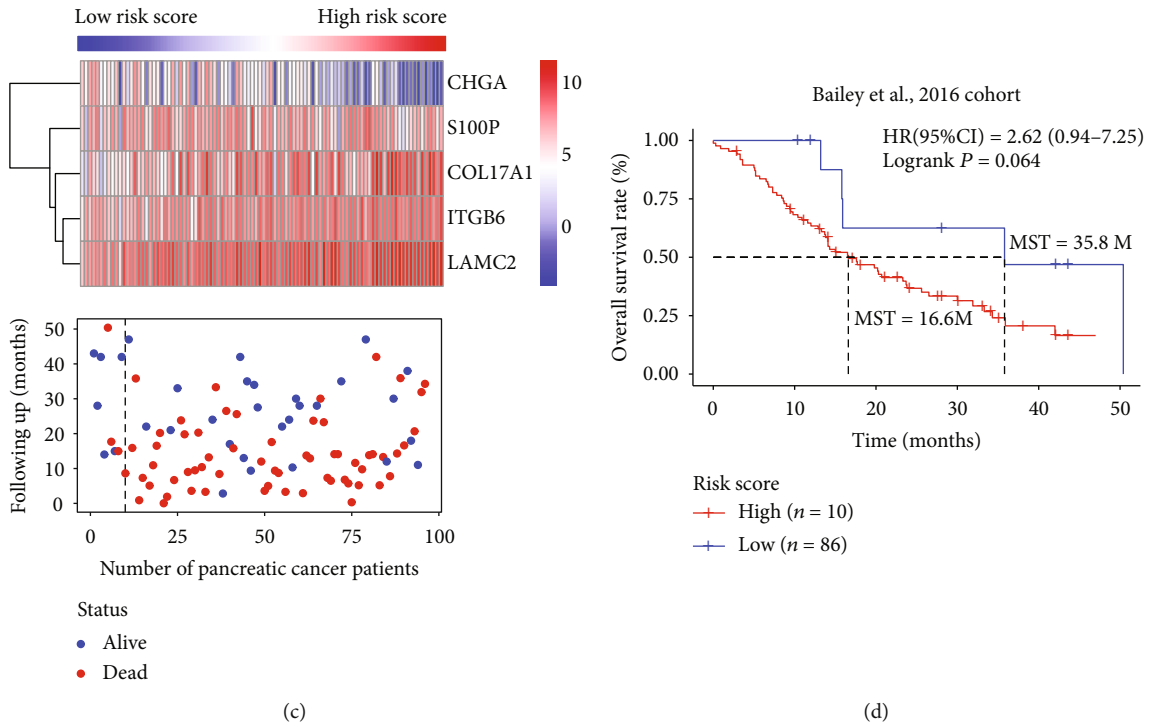 Low risk score High risk score
CHGA
S100P
COL17A1
ITGB6
LAMC2
10
5
0
Following up (months)
50
40
30
20
10
0
0 25 50 75 100
Number of pancreatic cancer patients
Status
Alive
Dead
(c)
Bailey et al., 2016 cohort
HR(95%CI) = 2.62 (0.94–7.25)
Logrank P = 0.064
Overall survival rate (%)
1.00
0.75
0.50
0.25
0.00
MST = 35.8 M
MST = 16.6M
0 10 20 30 40 50
Time (months)
Risk score
High (n = 10)
Low (n = 86)
(d)